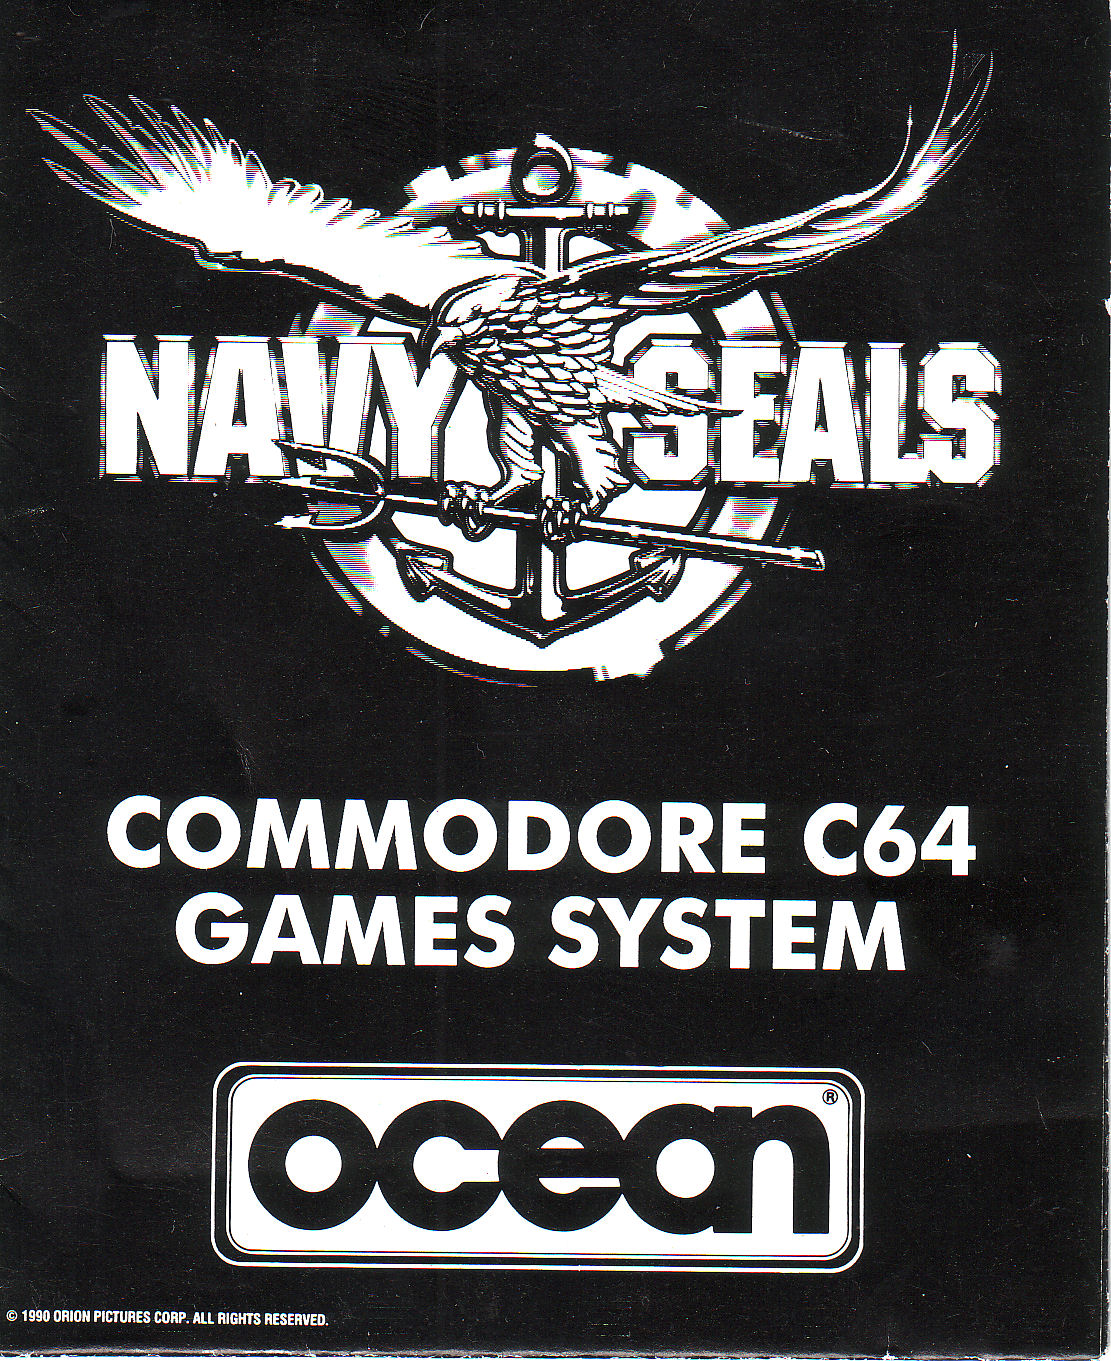 NAVY SEALS
COMMODORE C64
GAMES SYSTEM
ocean®
© 1990 ORION PICTURES CORP. ALL RIGHTS RESERVED.